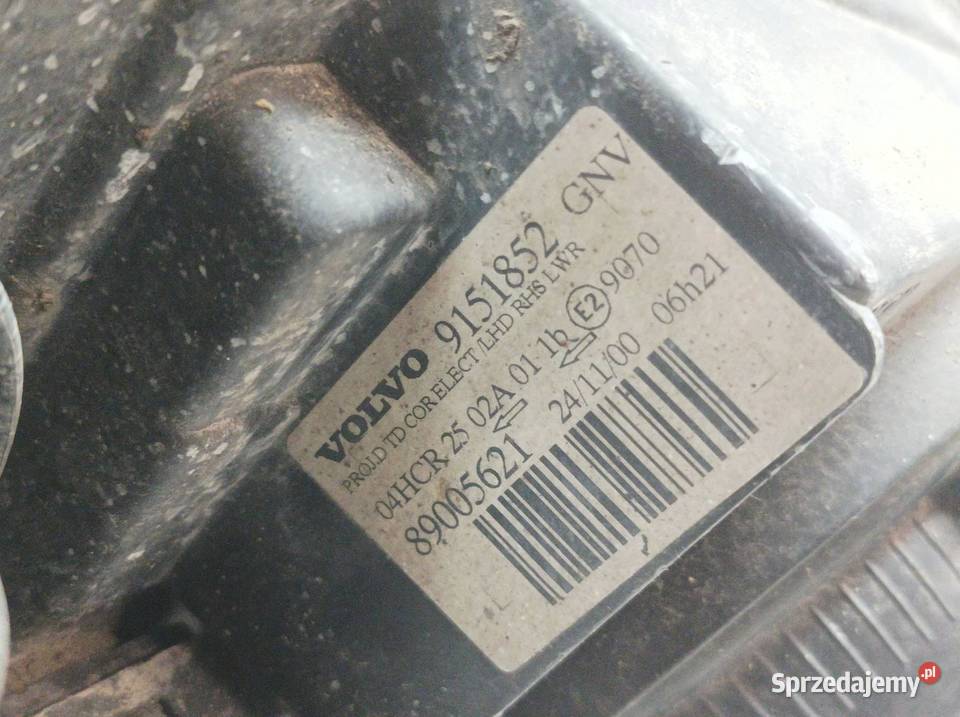 VOLVO 9151852 GNV
PROJ.D TD COR ELECT/LHD RHS LWR
04HCR 25 02A 01 1b E2 9070
89005621 24/11/00 06h21
Sprzedajemy.pl